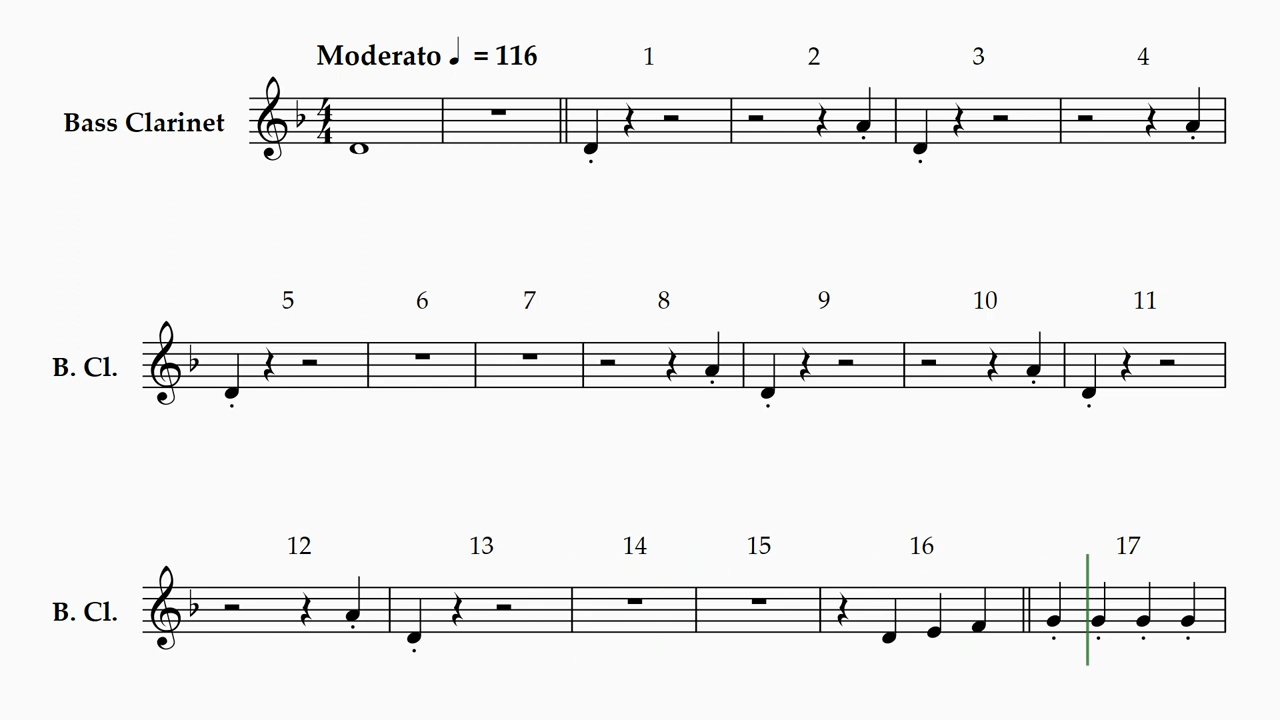 Moderato ♩ = 116 1 2 3 4
Bass Clarinet
5 6 7 8 9 10 11
B. Cl.
12 13 14 15 16 17
B. Cl.